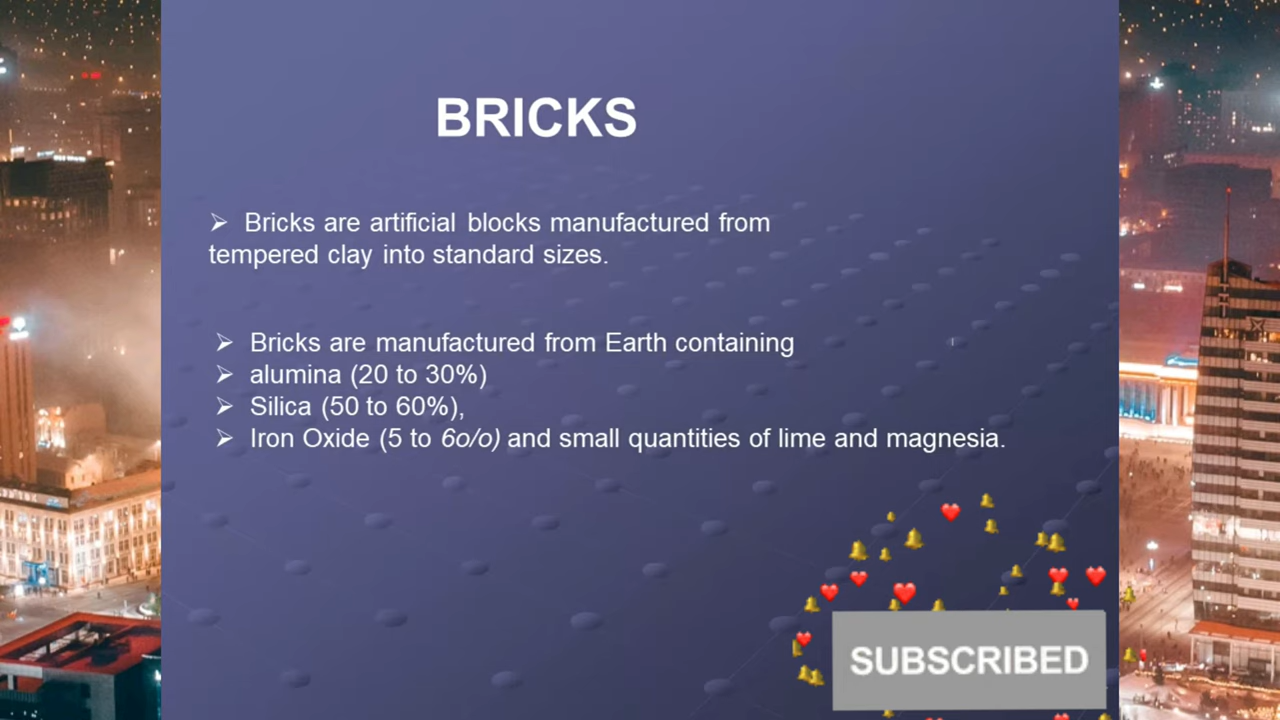 BRICKS
➢ Bricks are artificial blocks manufactured from
tempered clay into standard sizes.
➢ Bricks are manufactured from Earth containing
➢ alumina (20 to 30%)
➢ Silica (50 to 60%),
➢ Iron Oxide (5 to 6o/o) and small quantities of lime and magnesia.
SUBSCRIBED